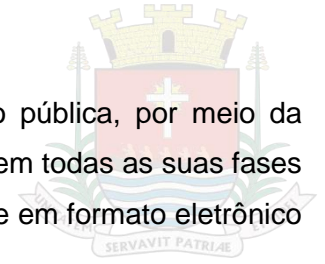 o pública, por meio da
em todas as suas fases
e em formato eletrônico
SERVAVIT PATRIAE